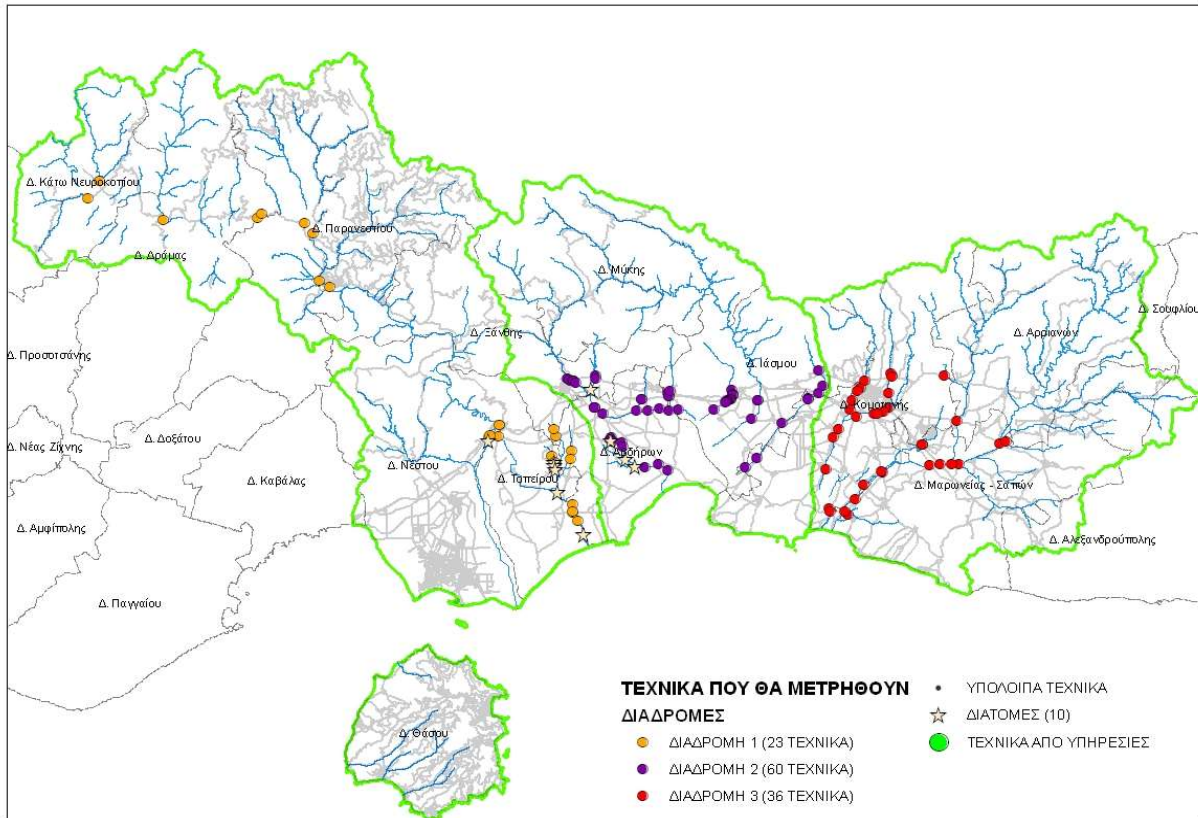 Δ. Κάτω Νευροκοπίου
Δ. Παρανεστίου
Δ. Δράμας
Δ. Μύκης
Δ. Σουφλίου
Δ. Αρριανών
Δ. Ξάνθης
Δ. Προσοτσάνης
Δ. Ιάσμου
Δ. Κομοτηνής
Δ. Δοξάτου
Δ. Νέας Ζίχνης
Δ. Αβδήρων
Δ. Νέστου
Δ. Καβάλας
Δ. Τοπείρου
Δ. Μαρωνείας - Σαπών
Δ. Αμφίπολης
Δ. Αλεξανδρούπολης
Δ. Παγγαίου
Δ. Θάσου
ΤΕΧΝΙΚΑ ΠΟΥ ΘΑ ΜΕΤΡΗΘΟΥΝ
ΔΙΑΔΡΟΜΕΣ
ΔΙΑΔΡΟΜΗ 1 (23 ΤΕΧΝΙΚΑ)
ΔΙΑΔΡΟΜΗ 2 (60 ΤΕΧΝΙΚΑ)
ΔΙΑΔΡΟΜΗ 3 (36 ΤΕΧΝΙΚΑ)
ΥΠΟΛΟΙΠΑ ΤΕΧΝΙΚΑ
ΔΙΑΤΟΜΕΣ (10)
ΤΕΧΝΙΚΑ ΑΠΟ ΥΠΗΡΕΣΙΕΣ